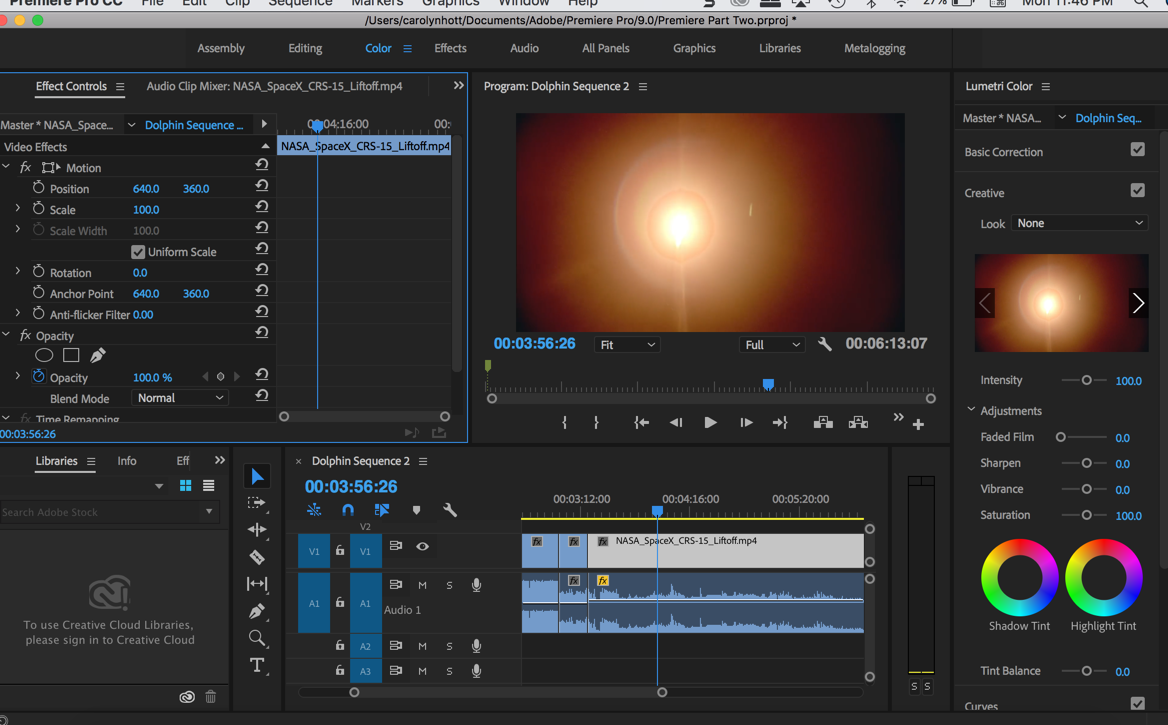 Premiere Pro CC File Edit Clip Sequence Markers Graphics Window Help 27% Mon 11:46 PM
/Users/carolynhott/Documents/Adobe/Premiere Pro/9.0/Premiere Part Two.prproj *
Assembly Editing Color Effects Audio All Panels Graphics Libraries Metalogging
Effect Controls Audio Clip Mixer: NASA_SpaceX_CRS-15_Liftoff.mp4
Master * NASA_Space... Dolphin Sequence ...
00:04:16:00 00:
Video Effects
NASA_SpaceX_CRS-15_Liftoff.mp4
fx Motion
Position 640.0 360.0
Scale 100.0
Scale Width 100.0
Uniform Scale
Rotation 0.0
Anchor Point 640.0 360.0
Anti-flicker Filter 0.00
fx Opacity
Opacity 100.0 %
Blend Mode Normal
fx Time Remapping
00:03:56:26
Program: Dolphin Sequence 2
00:03:56:26 Fit Full 00:06:13:07
Lumetri Color
Master * NASA... Dolphin Seq...
Basic Correction
Creative
Look None
Intensity 100.0
Adjustments
Faded Film 0.0
Sharpen 0.0
Vibrance 0.0
Saturation 100.0
Shadow Tint Highlight Tint
Tint Balance 0.0
Curves
Libraries Info Eff
Search Adobe Stock
To use Creative Cloud Libraries,
please sign in to Creative Cloud
Dolphin Sequence 2
00:03:56:26
00:03:12:00 00:04:16:00 00:05:20:00
V2
V1 V1
fx fx fx NASA_SpaceX_CRS-15_Liftoff.mp4
A1 A1 M S
Audio 1
fx fx
A2 M S
A3 M S
S S